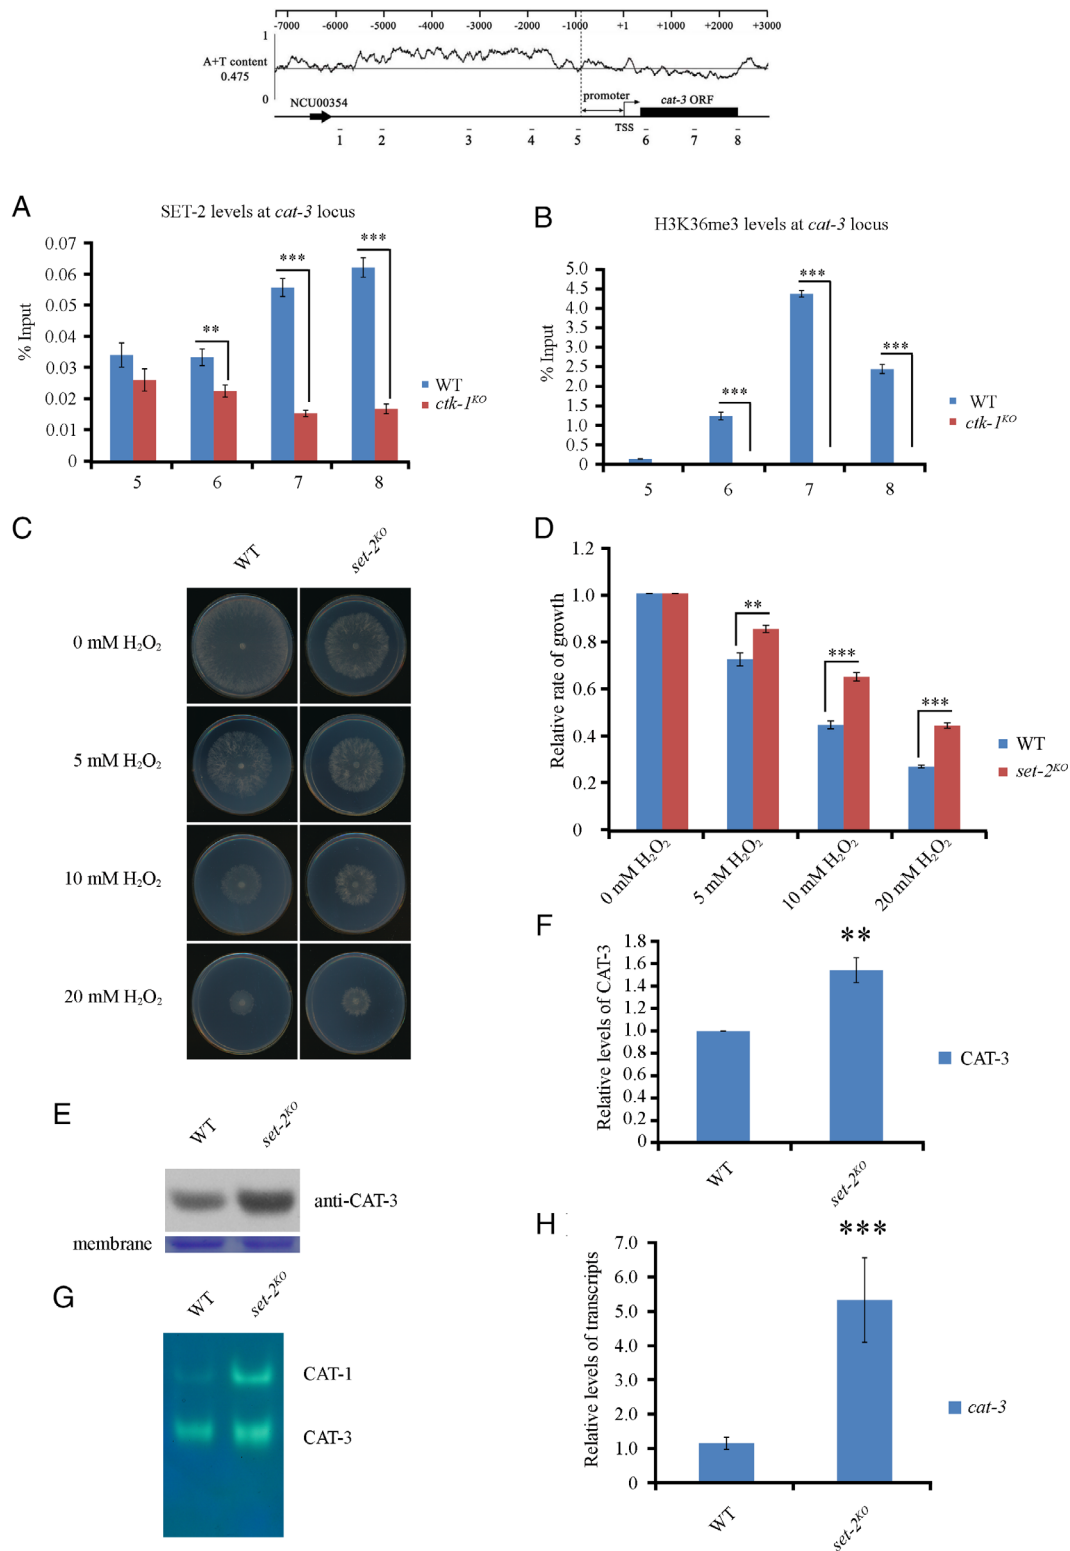 -7000 -6000 -5000 -4000 -3000 -2000 -1000 +1 +1000 +2000 +3000
1
A+T content
0.475
0
NCU00354
promoter
cat-3 ORF
TSS
1 2 3 4 5 6 7 8
A
SET-2 levels at cat-3 locus
% Input
0.07
0.06
0.05
0.04
0.03
0.02
0.01
0
** *** ***
5 6 7 8
WT
ctk-1KO
B
H3K36me3 levels at cat-3 locus
% Input
5.0
4.5
4.0
3.5
3.0
2.5
2.0
1.5
1.0
0.5
0
*** *** ***
5 6 7 8
WT
ctk-1KO
C
WT set-2KO
0 mM H2O2
5 mM H2O2
10 mM H2O2
20 mM H2O2
D
Relative rate of growth
1.2
1.0
0.8
0.6
0.4
0.2
0
** *** ***
0 mM H2O2 5 mM H2O2 10 mM H2O2 20 mM H2O2
WT
set-2KO
E
WT set-2KO
anti-CAT-3
membrane
F
Relative levels of CAT-3
1.8
1.6
1.4
1.2
1.0
0.8
0.6
0.4
0.2
0
**
WT set-2KO
CAT-3
G
WT set-2KO
CAT-1
CAT-3
H
Relative levels of transcripts
7.0
6.0
5.0
4.0
3.0
2.0
1.0
0
***
WT set-2KO
cat-3